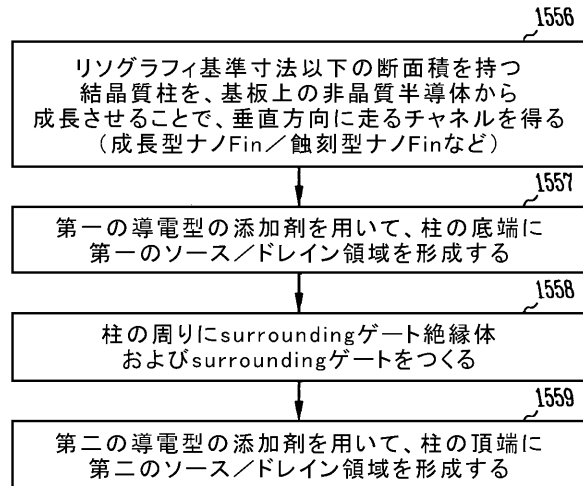 1556
リソグラフィ基準寸法以下の断面積を持つ
結晶質柱を、基板上の非晶質半導体から
成長させることで、垂直方向に走るチャネルを得る
(成長型ナノFin/蝕刻型ナノFinなど)
1557
第一の導電型の添加剤を用いて、柱の底端に
第一のソース/ドレイン領域を形成する
1558
柱の周りにsurroundingゲート絶縁体
およびsurroundingゲートをつくる
1559
第二の導電型の添加剤を用いて、柱の頂端に
第二のソース/ドレイン領域を形成する